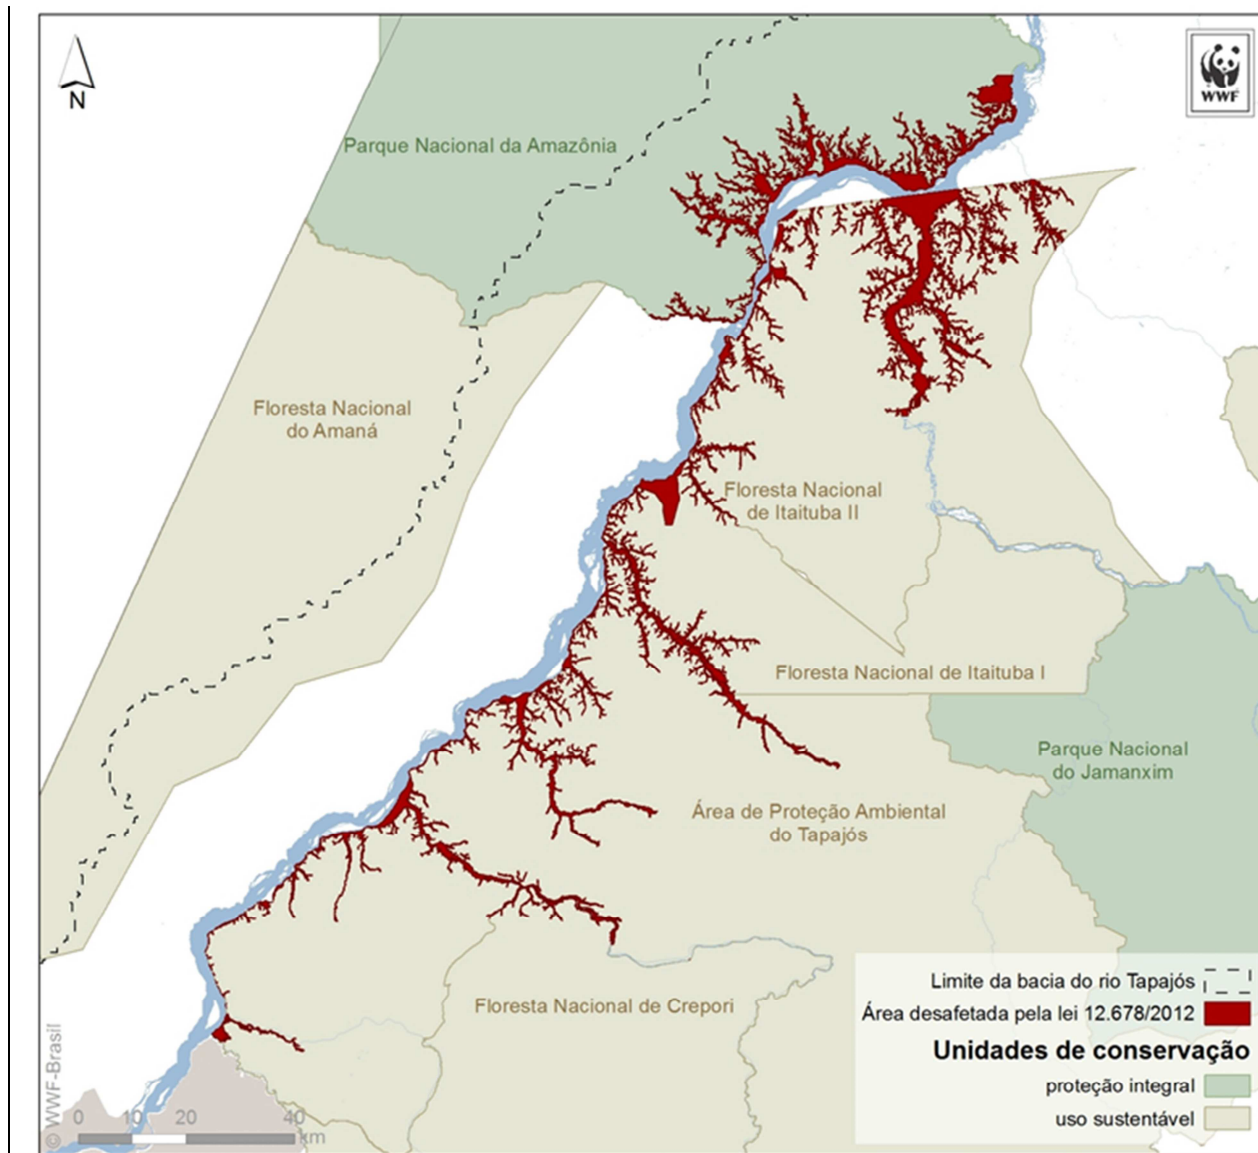 N
WWF
Parque Nacional da Amazônia
Floresta Nacional
do Amaná
Floresta Nacional
de Itaituba II
Floresta Nacional de Itaituba I
Parque Nacional
do Jamanxim
Área de Proteção Ambiental
do Tapajós
Floresta Nacional de Crepori
Limite da bacia do rio Tapajós
Área desafetada pela lei 12.678/2012
Unidades de conservação
proteção integral
uso sustentável
© WWF-Brasil
0 10 20 40
km